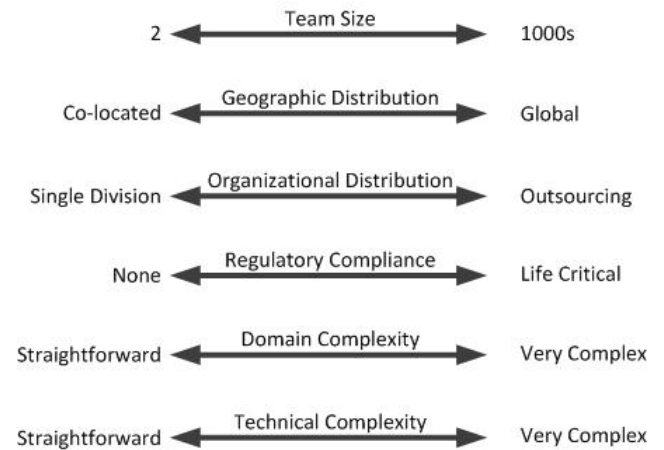 Team Size
2 1000s
Geographic Distribution
Co-located Global
Organizational Distribution
Single Division Outsourcing
Regulatory Compliance
None Life Critical
Domain Complexity
Straightforward Very Complex
Technical Complexity
Straightforward Very Complex